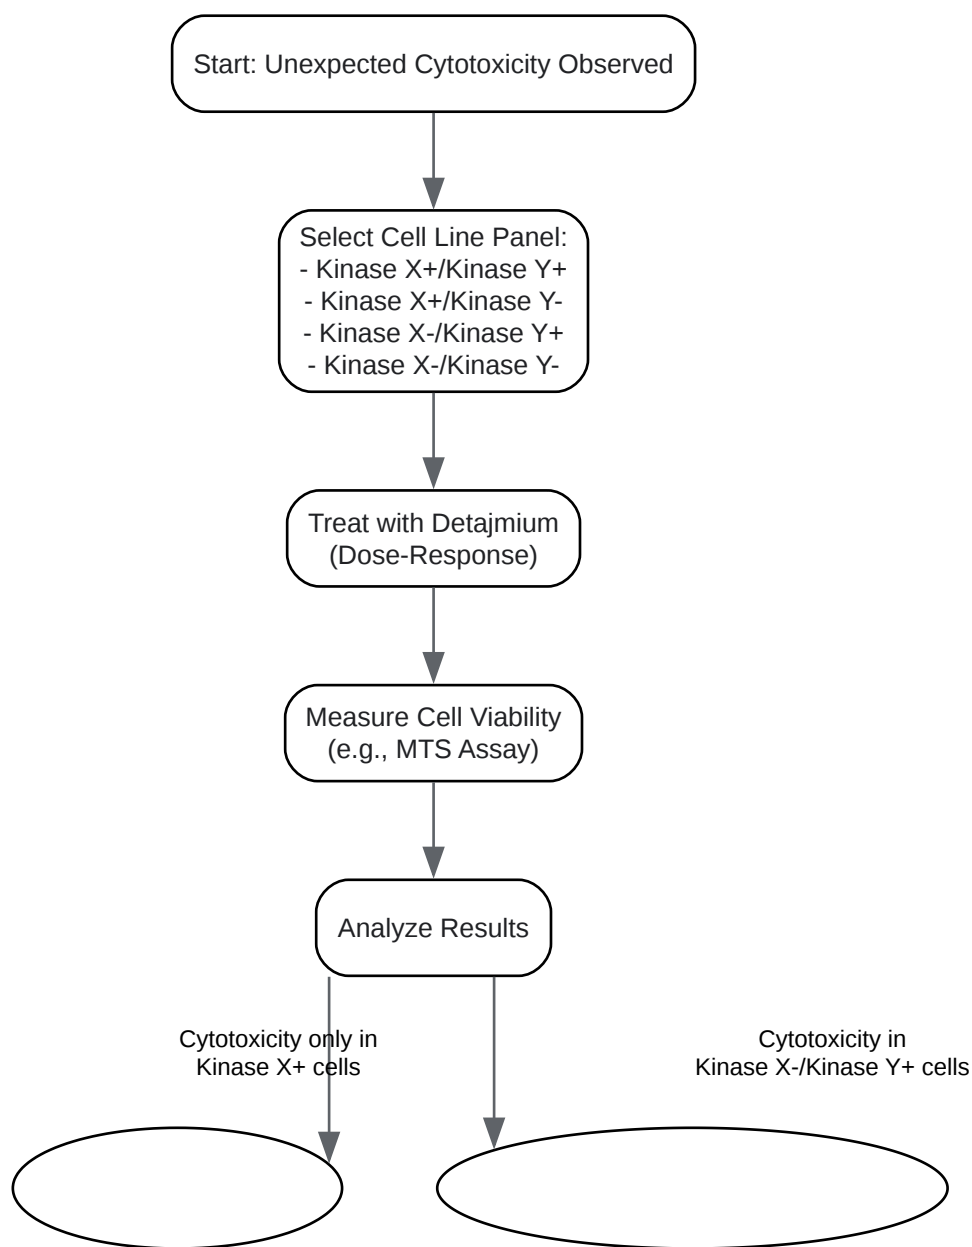 Start: Unexpected Cytotoxicity Observed
Select Cell Line Panel:
- Kinase X+/Kinase Y+
- Kinase X+/Kinase Y-
- Kinase X-/Kinase Y+
- Kinase X-/Kinase Y-
Treat with Detajmium
(Dose-Response)
Measure Cell Viability
(e.g., MTS Assay)
Analyze Results
Cytotoxicity only in
Kinase X+ cells
Cytotoxicity in
Kinase X-/Kinase Y+ cells